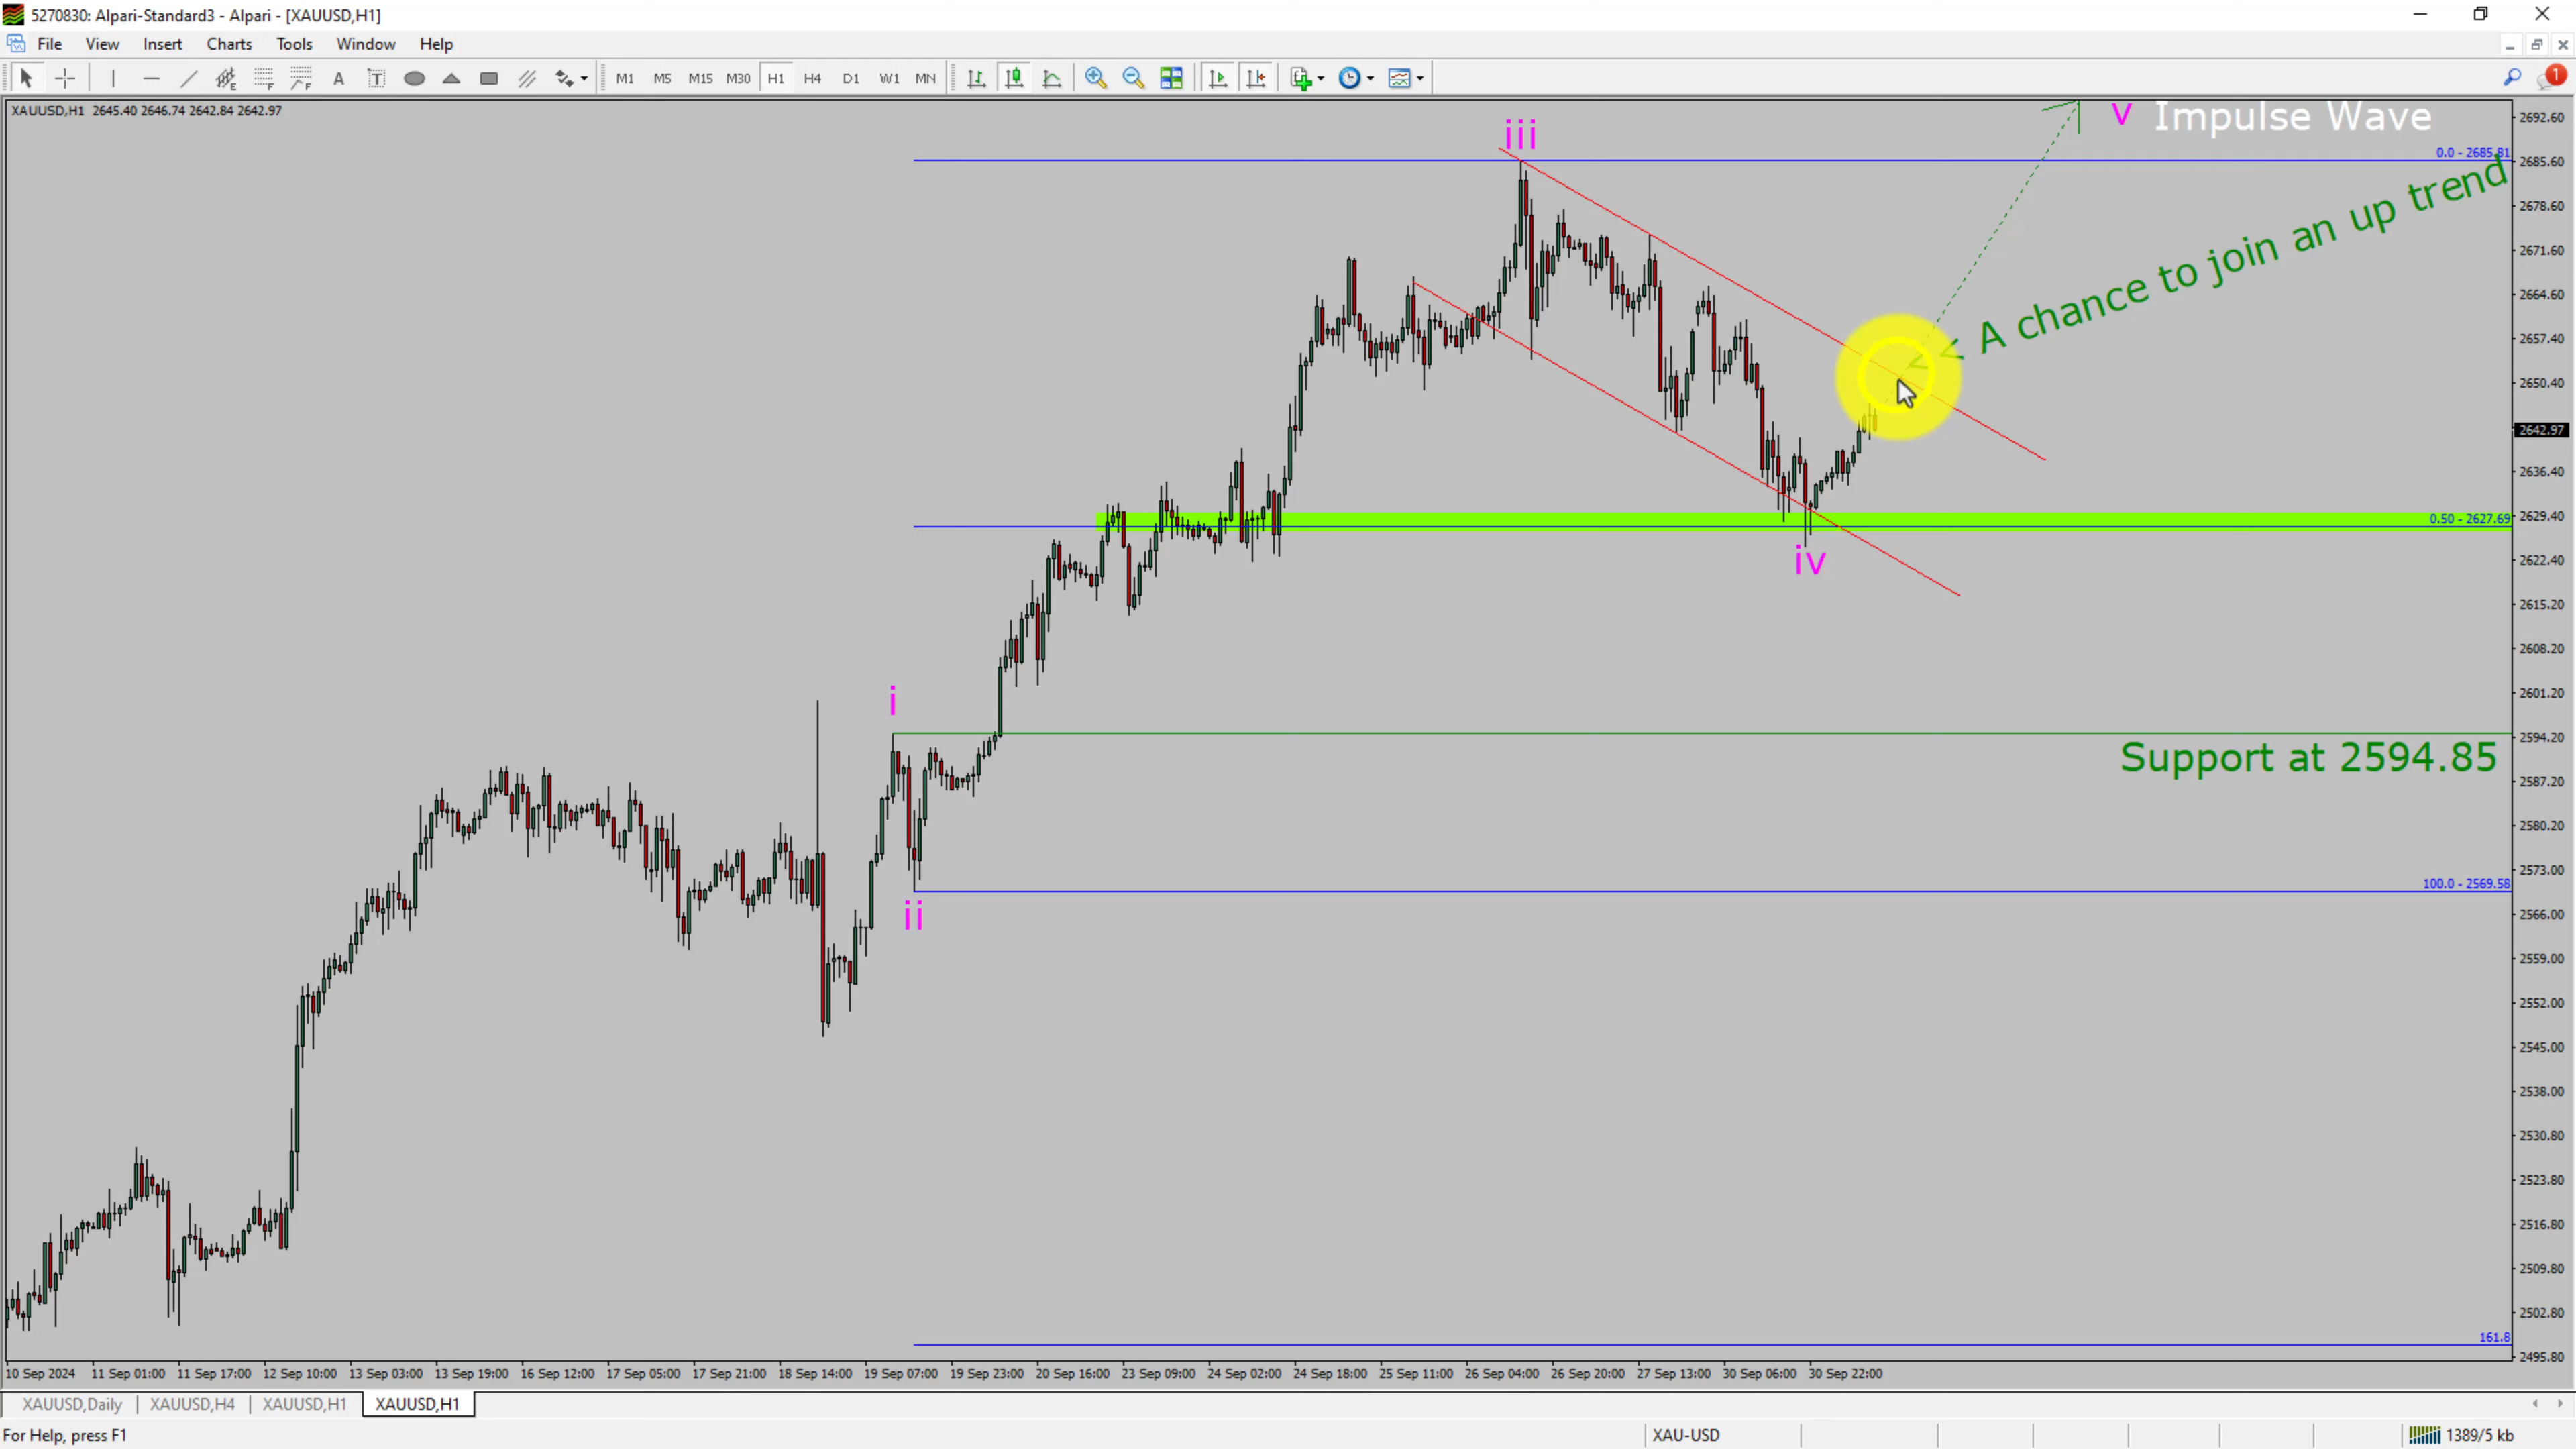 5270830: Alpari-Standard3 - Alpari - [XAUUSD,H1]
File View Insert Charts Tools Window Help
A T M1 M5 M15 M30 H1 H4 D1 W1 MN 1
XAUUSD,H1 2645.40 2646.74 2642.84 2642.97
iii
v Impulse Wave
0.0 - 2685.81
A chance to join an up trend
0.50 - 2627.69
iv
i
Support at 2594.85
100.0 - 2569.58
ii
161.8
2692.60
2685.60
2678.60
2671.60
2664.60
2657.40
2650.40
2642.97
2636.40
2629.40
2622.40
2615.20
2608.20
2601.20
2594.20
2587.20
2580.20
2573.00
2566.00
2559.00
2552.00
2545.00
2538.00
2530.80
2523.80
2516.80
2509.80
2502.80
2495.80
10 Sep 2024 11 Sep 01:00 11 Sep 17:00 12 Sep 10:00 13 Sep 03:00 13 Sep 19:00 16 Sep 12:00 17 Sep 05:00 17 Sep 21:00 18 Sep 14:00 19 Sep 07:00 19 Sep 23:00 20 Sep 16:00 23 Sep 09:00 24 Sep 02:00 24 Sep 18:00 25 Sep 11:00 26 Sep 04:00 26 Sep 20:00 27 Sep 13:00 30 Sep 06:00 30 Sep 22:00
XAUUSD,Daily XAUUSD,H4 XAUUSD,H1 XAUUSD,H1
For Help, press F1 XAU-USD 1389/5 kb